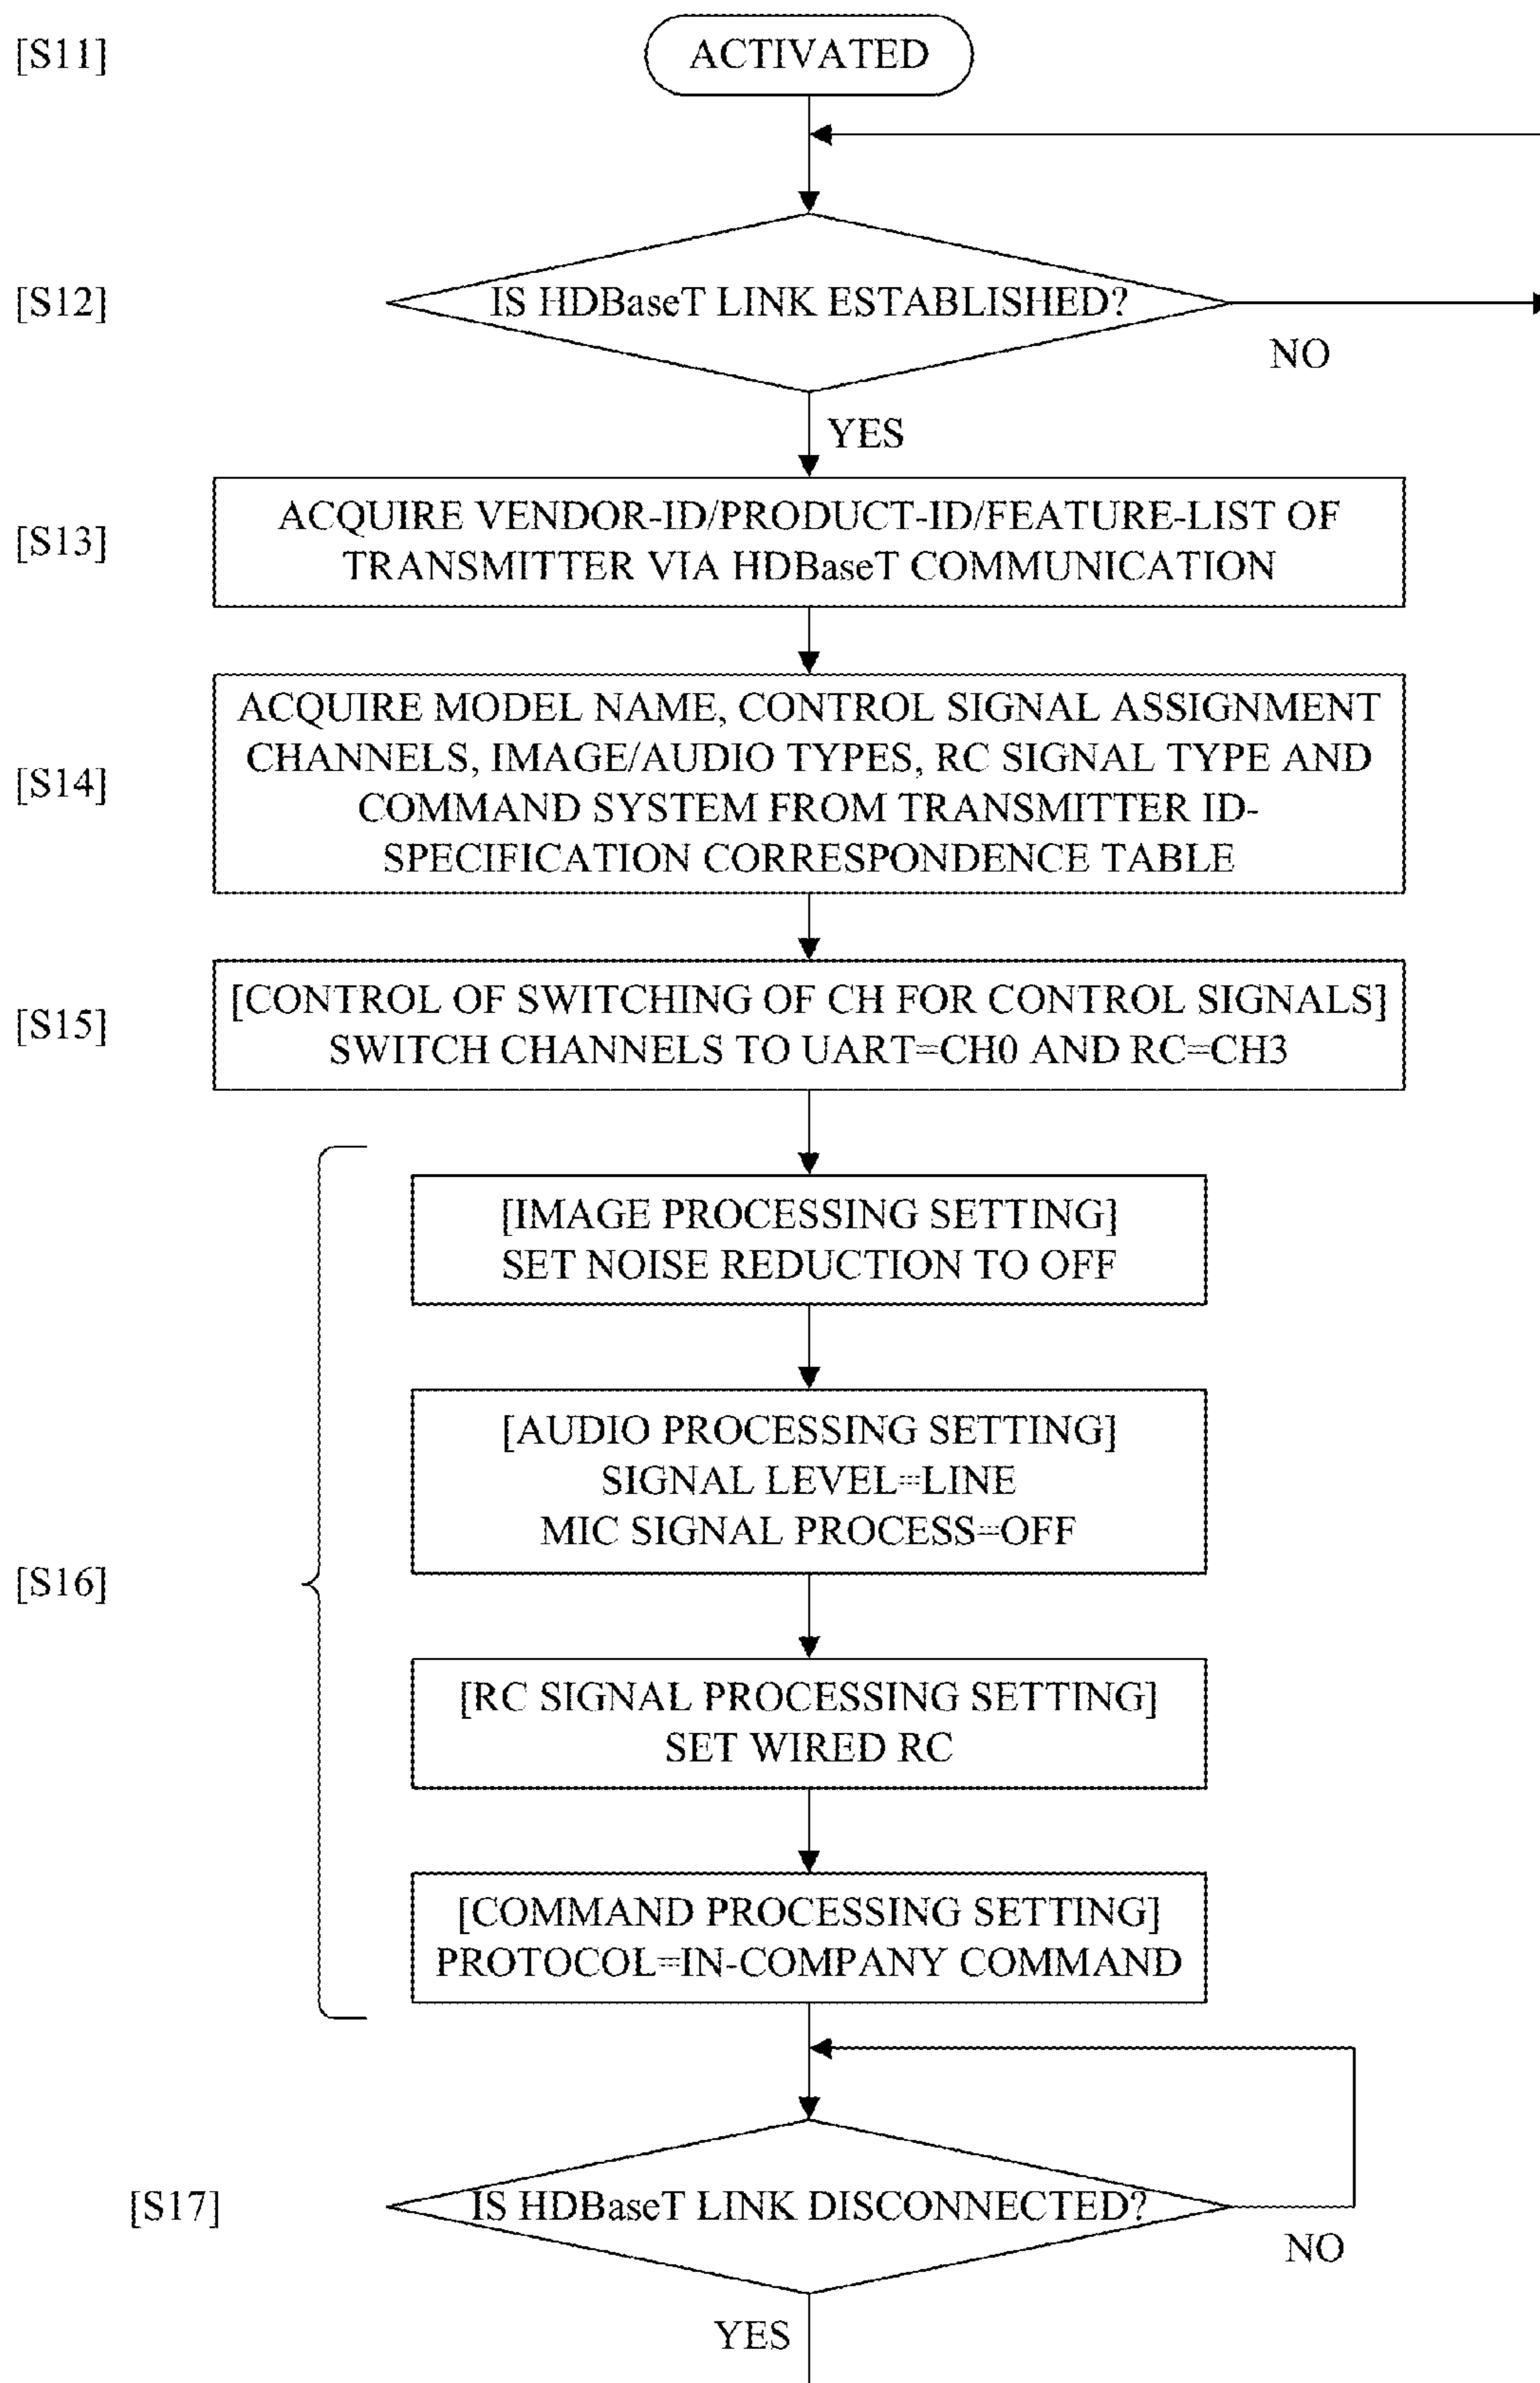 [S11]
ACTIVATED
[S12]
IS HDBaseT LINK ESTABLISHED?
NO
YES
[S13]
ACQUIRE VENDOR-ID/PRODUCT-ID/FEATURE-LIST OF
TRANSMITTER VIA HDBaseT COMMUNICATION
[S14]
ACQUIRE MODEL NAME, CONTROL SIGNAL ASSIGNMENT
CHANNELS, IMAGE/AUDIO TYPES, RC SIGNAL TYPE AND
COMMAND SYSTEM FROM TRANSMITTER ID-
SPECIFICATION CORRESPONDENCE TABLE
[S15]
[CONTROL OF SWITCHING OF CH FOR CONTROL SIGNALS]
SWITCH CHANNELS TO UART=CH0 AND RC=CH3
[S16]
[IMAGE PROCESSING SETTING]
SET NOISE REDUCTION TO OFF
[AUDIO PROCESSING SETTING]
SIGNAL LEVEL=LINE
MIC SIGNAL PROCESS=OFF
[RC SIGNAL PROCESSING SETTING]
SET WIRED RC
[COMMAND PROCESSING SETTING]
PROTOCOL=IN-COMPANY COMMAND
[S17]
IS HDBaseT LINK DISCONNECTED?
NO
YES